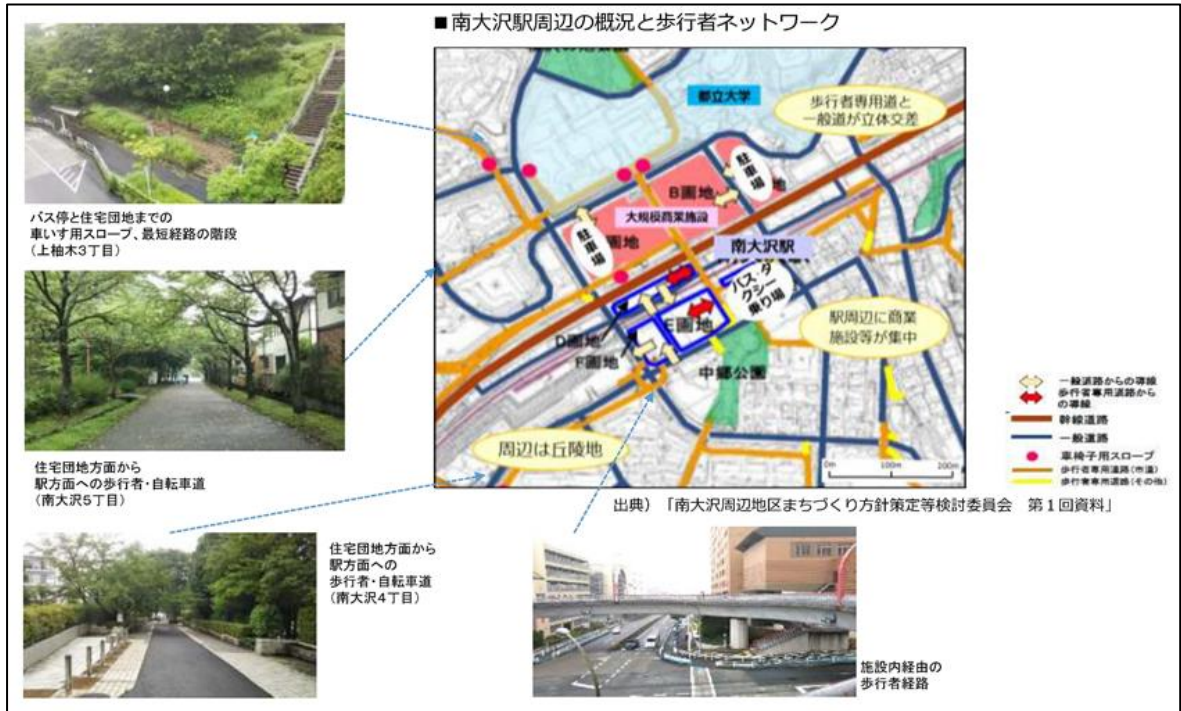 ■南大沢駅周辺の概況と歩行者ネットワーク
都立大学
歩行者専用道と
一般道が立体交差
駐車場
B画地
大規模商業施設
駐車場
画地
南大沢駅
バス・タ
クシー
乗り場
E画地
D画地
F画地
駅周辺に商業
施設等が集中
中郷公園
周辺は丘陵地
0m 100m 200m
一般道路からの導線
歩行者専用道路から
の導線
幹線道路
一般道路
車椅子用スロープ
歩行者専用道路(市道)
歩行者専用道路(その他)
出典）「南大沢周辺地区まちづくり方針策定等検討委員会 第１回資料」
バス停と住宅団地までの
車いす用スロープ、最短経路の階段
(上柚木3丁目)
住宅団地方面から
駅方面への歩行者・自転車道
(南大沢5丁目)
住宅団地方面から
駅方面への
歩行者・自転車道
(南大沢4丁目)
施設内経由の
歩行者経路